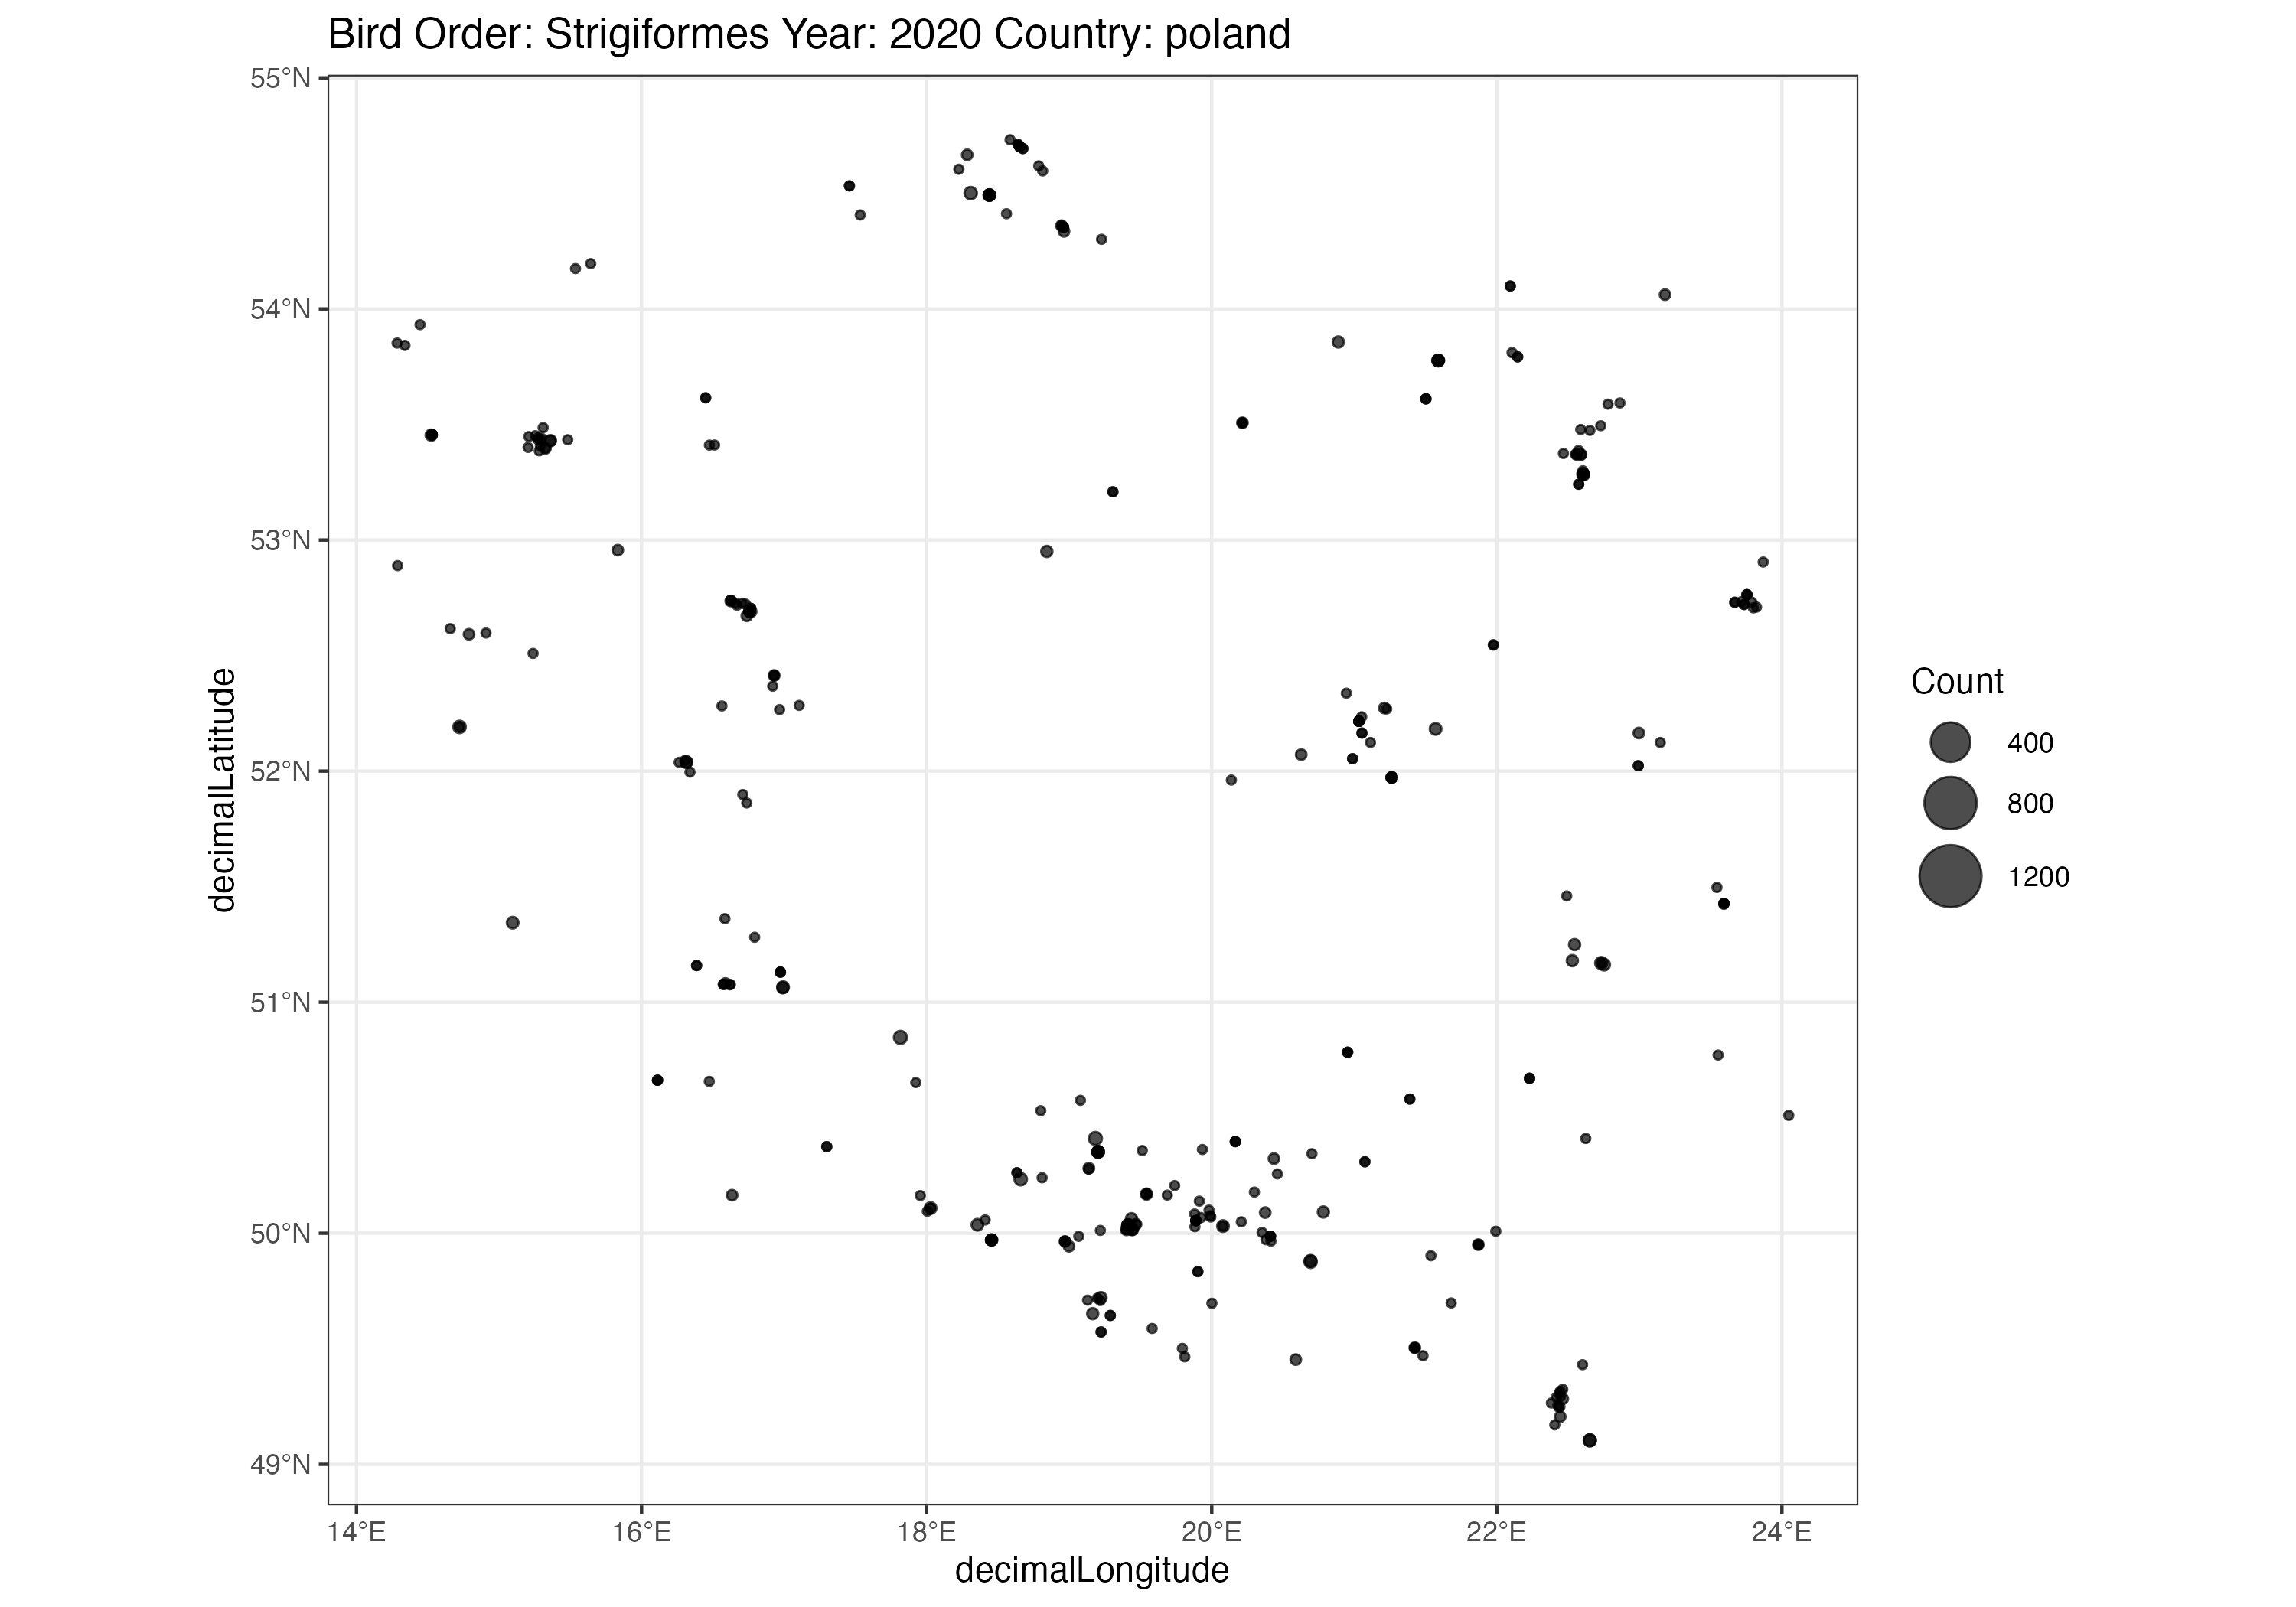 Bird Order: Strigiformes Year: 2020 Country: poland
55°N
54°N
53°N
52°N
51°N
50°N
49°N
14°E
16°E
18°E
20°E
22°E
24°E
decimalLongitude
decimalLatitude
Count
400
800
1200